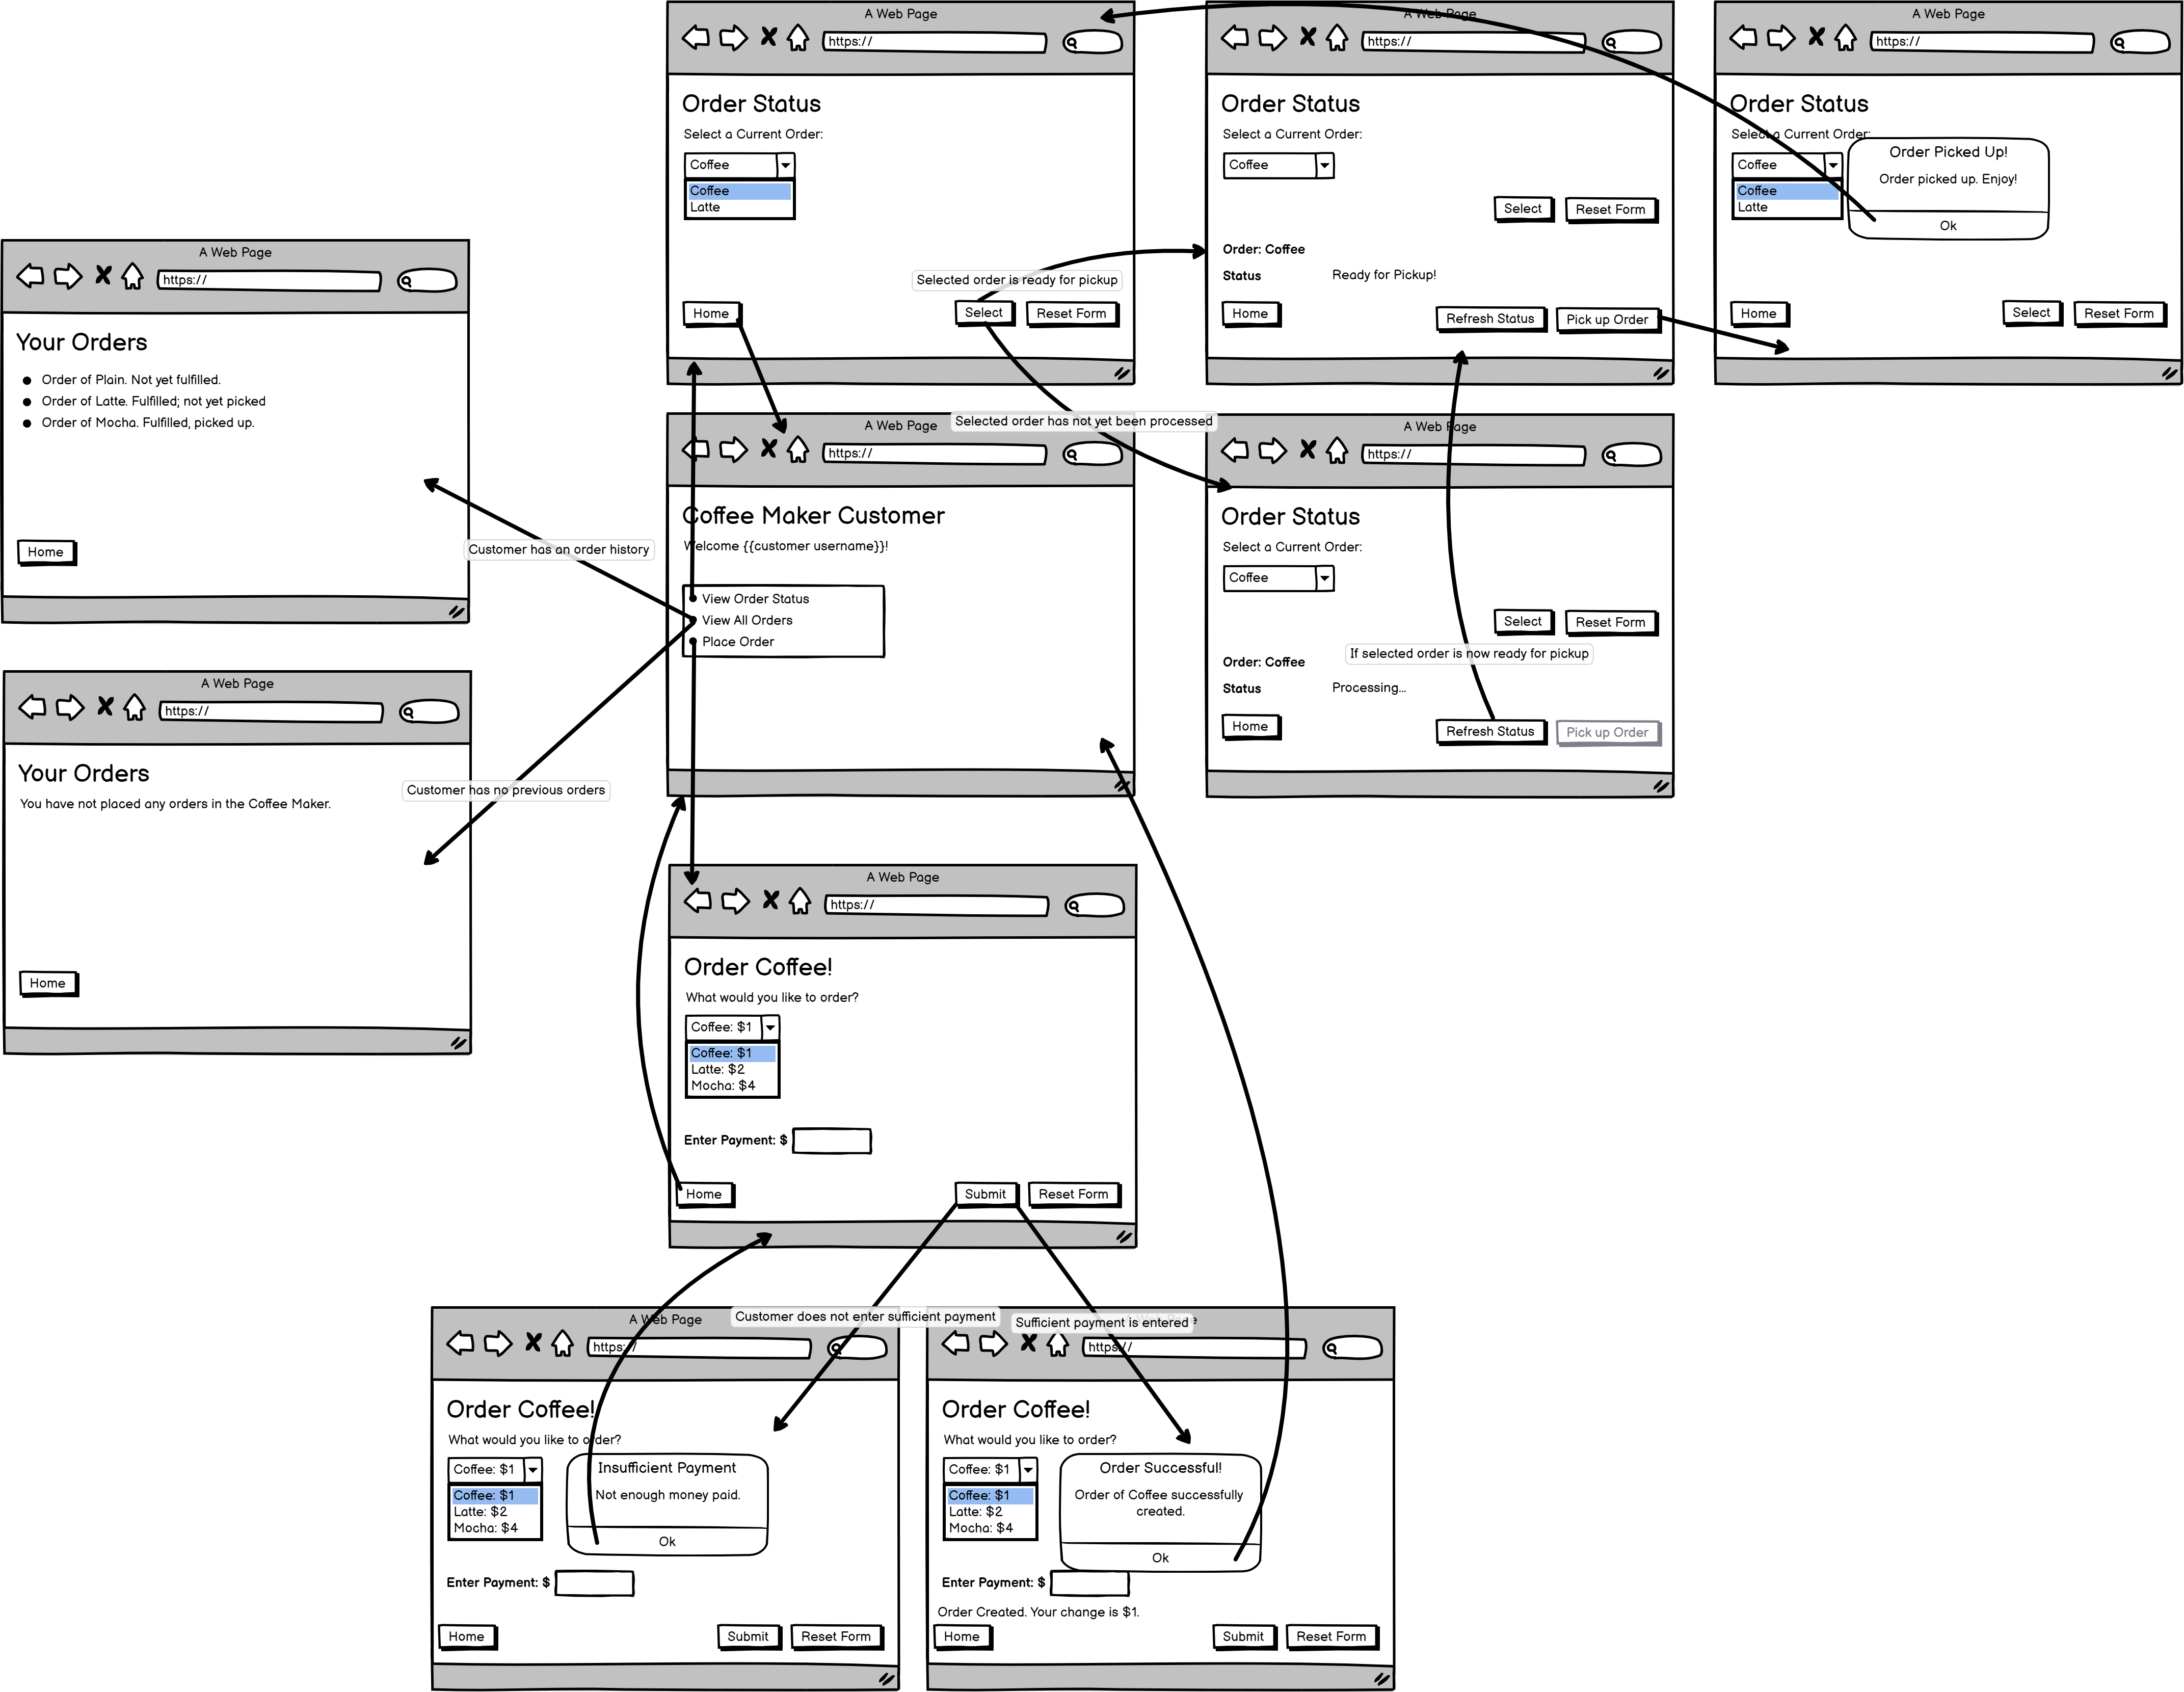 A Web Page
https://
Order Status
Select a Current Order:
Coffee
Coffee
Latte
Selected order is ready for pickup
Home
Select
Reset Form
A Web Page
https://
Order Status
Select a Current Order:
Coffee
Select
Reset Form
Order: Coffee
Status
Ready for Pickup!
Home
Refresh Status
Pick up Order
A Web Page
https://
Order Status
Select a Current Order:
Coffee
Coffee
Latte
Order Picked Up!
Order picked up. Enjoy!
Ok
Home
Select
Reset Form
A Web Page
https://
Your Orders
Order of Plain. Not yet fulfilled.
Order of Latte. Fulfilled; not yet picked
Order of Mocha. Fulfilled, picked up.
Home
Customer has an order history
A Web Page
https://
Coffee Maker Customer
Welcome {{customer username}}!
View Order Status
View All Orders
Place Order
Selected order has not yet been processed
A Web Page
https://
Order Status
Select a Current Order:
Coffee
Select
Reset Form
If selected order is now ready for pickup
Order: Coffee
Status
Processing...
Home
Refresh Status
Pick up Order
A Web Page
https://
Your Orders
You have not placed any orders in the Coffee Maker.
Home
Customer has no previous orders
A Web Page
https://
Order Coffee!
What would you like to order?
Coffee: $1
Coffee: $1
Latte: $2
Mocha: $4
Enter Payment: $
Home
Submit
Reset Form
Customer does not enter sufficient payment
Sufficient payment is entered
A Web Page
https://
Order Coffee!
What would you like to order?
Coffee: $1
Coffee: $1
Latte: $2
Mocha: $4
Insufficient Payment
Not enough money paid.
Ok
Enter Payment: $
Home
Submit
Reset Form
https://
Order Coffee!
What would you like to order?
Coffee: $1
Coffee: $1
Latte: $2
Mocha: $4
Order Successful!
Order of Coffee successfully
created.
Ok
Enter Payment: $
Order Created. Your change is $1.
Home
Submit
Reset Form